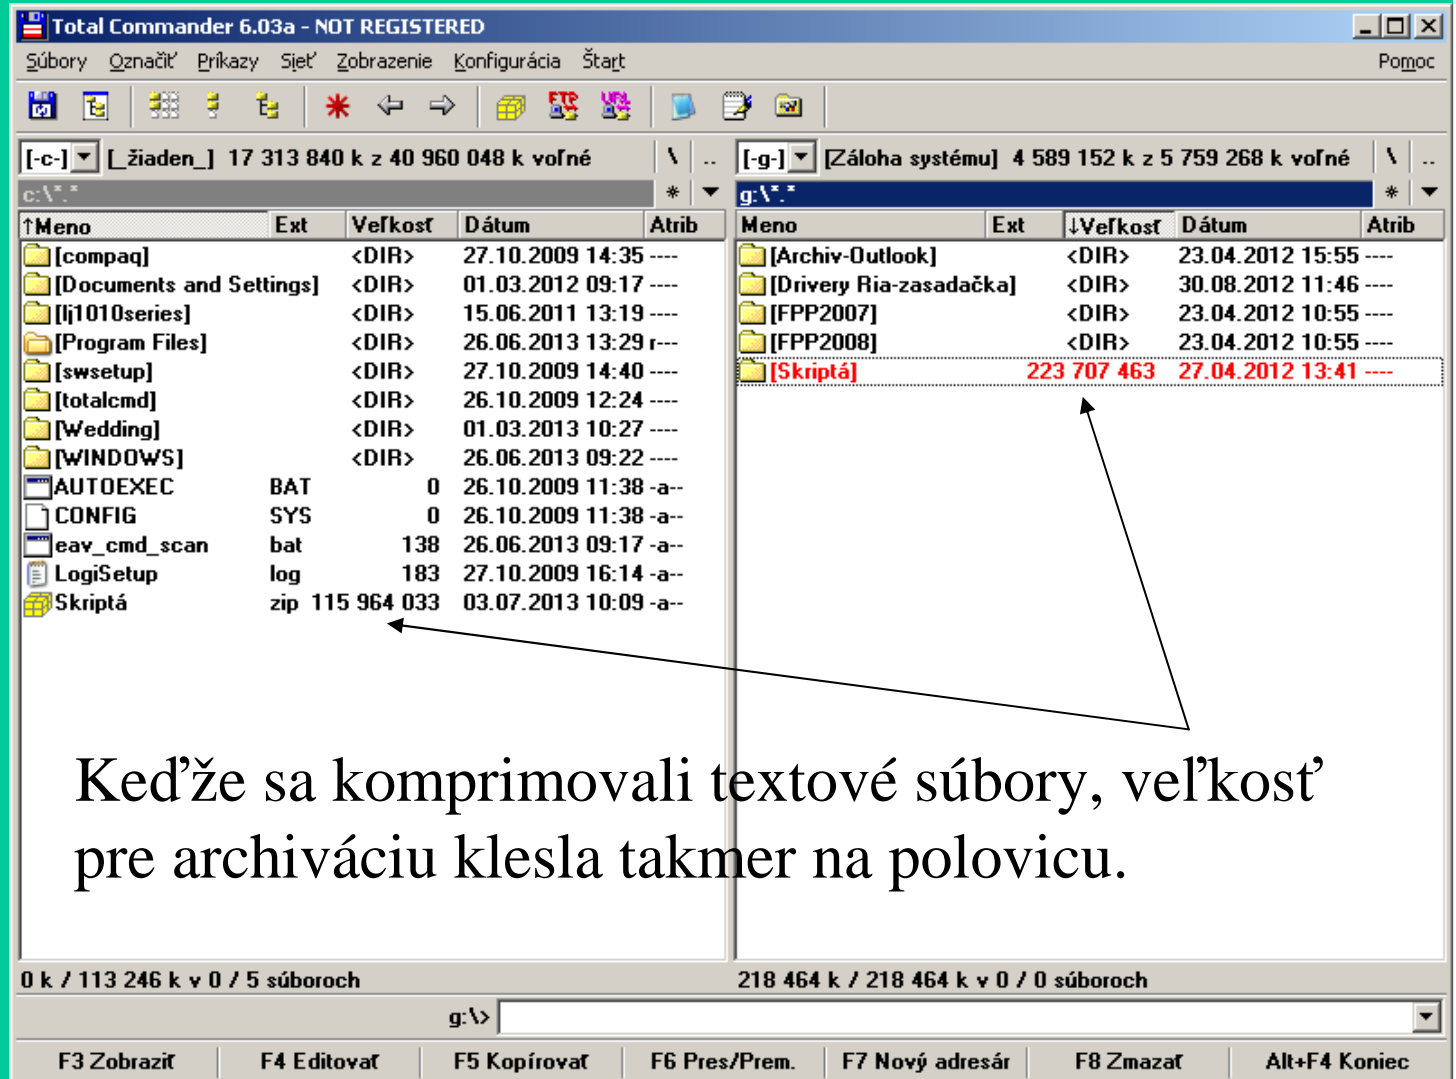 Total Commander 6.03a - NOT REGISTERED
Súbory Označiť Príkazy Sieť Zobrazenie Konfigurácia Štart Pomoc
FTP URL
[-c-] [_žiaden_] 17 313 840 k z 40 960 048 k voľné \ ..
[-g-] [Záloha systému] 4 589 152 k z 5 759 268 k voľné \ ..
c:\*.* *
g:\*.* *
↑Meno Ext Veľkosť Dátum Atrib
[compaq] <DIR> 27.10.2009 14:35 ----
[Documents and Settings] <DIR> 01.03.2012 09:17 ----
[lj1010series] <DIR> 15.06.2011 13:19 ----
[Program Files] <DIR> 26.06.2013 13:29 r---
[swsetup] <DIR> 27.10.2009 14:40 ----
[totalcmd] <DIR> 26.10.2009 12:24 ----
[Wedding] <DIR> 01.03.2013 10:27 ----
[WINDOWS] <DIR> 26.06.2013 09:22 ----
AUTOEXEC BAT 0 26.10.2009 11:38 -a--
CONFIG SYS 0 26.10.2009 11:38 -a--
eav_cmd_scan bat 138 26.06.2013 09:17 -a--
LogiSetup log 183 27.10.2009 16:14 -a--
Skriptá zip 115 964 033 03.07.2013 10:09 -a--
Meno Ext ↓Veľkosť Dátum Atrib
[Archiv-Outlook] <DIR> 23.04.2012 15:55 ----
[Drivery Ria-zasadačka] <DIR> 30.08.2012 11:46 ----
[FPP2007] <DIR> 23.04.2012 10:55 ----
[FPP2008] <DIR> 23.04.2012 10:55 ----
[Skriptá] 223 707 463 27.04.2012 13:41 ----
Keďže sa komprimovali textové súbory, veľkosť
pre archiváciu klesla takmer na polovicu.
0 k / 113 246 k v 0 / 5 súboroch
218 464 k / 218 464 k v 0 / 0 súboroch
g:\>
F3 Zobraziť F4 Editovať F5 Kopírovať F6 Pres/Prem. F7 Nový adresár F8 Zmazať Alt+F4 Koniec